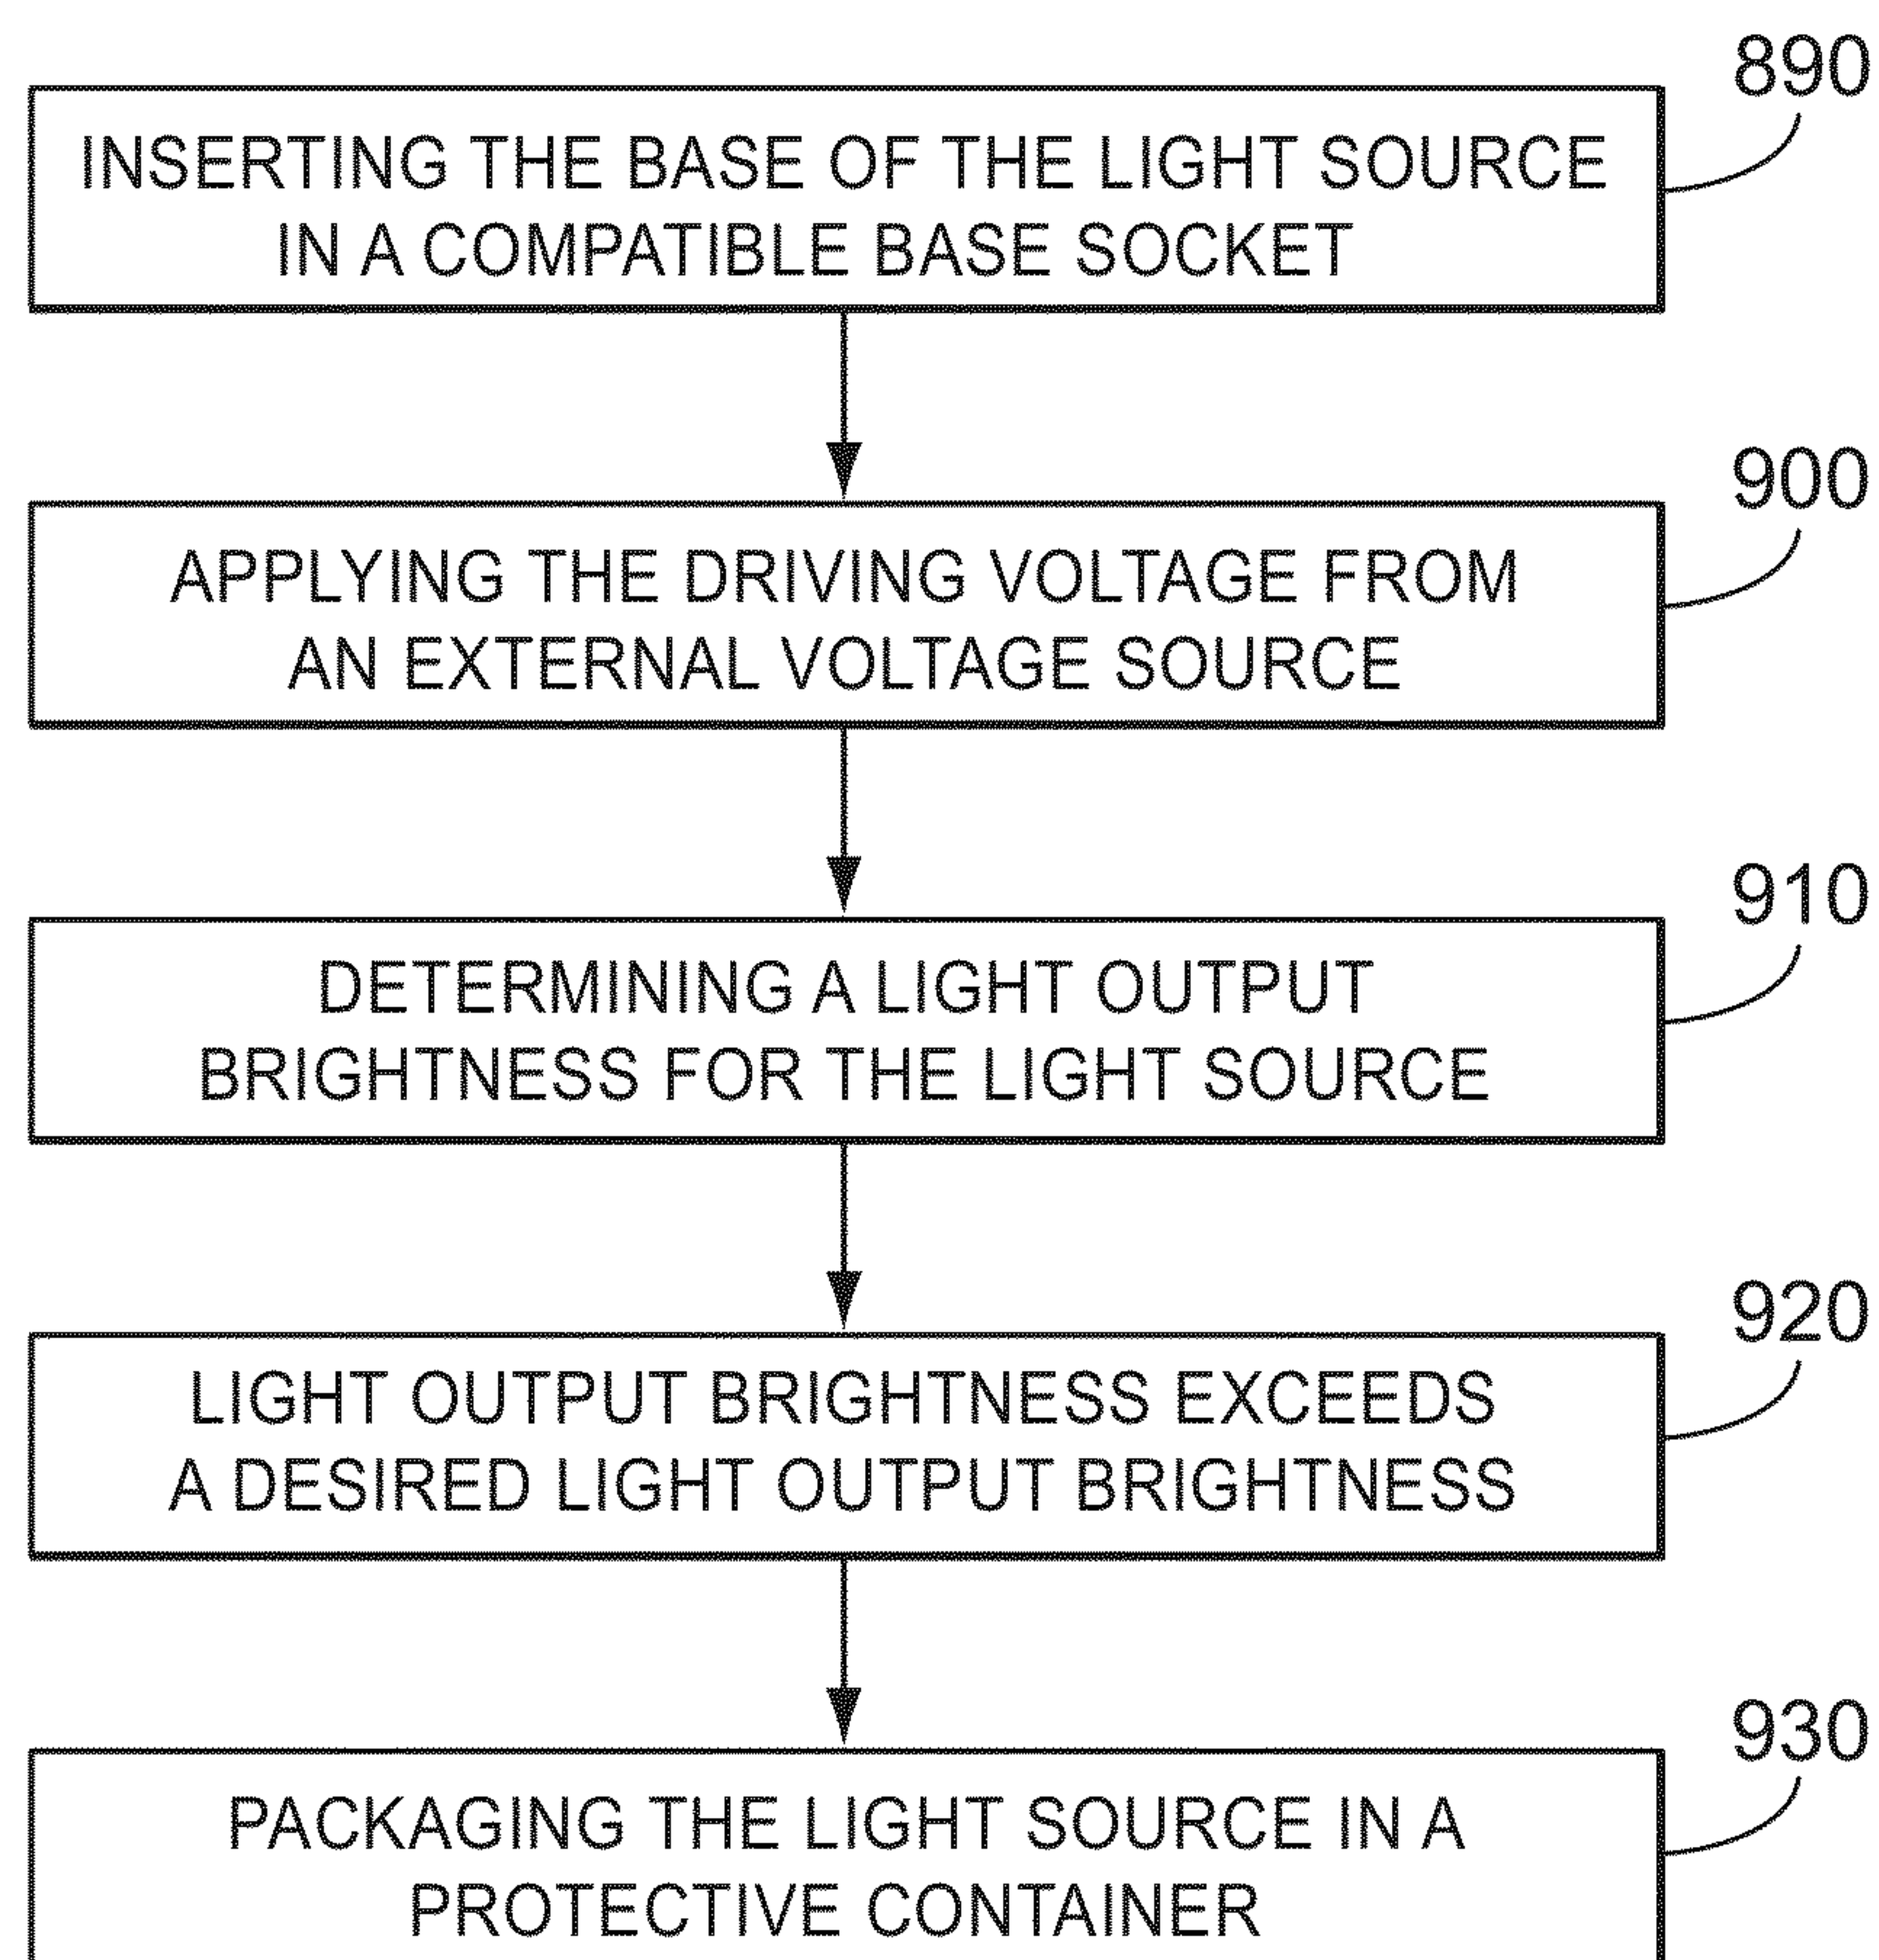 890
INSERTING THE BASE OF THE LIGHT SOURCE
IN A COMPATIBLE BASE SOCKET
900
APPLYING THE DRIVING VOLTAGE FROM
AN EXTERNAL VOLTAGE SOURCE
910
DETERMINING A LIGHT OUTPUT
BRIGHTNESS FOR THE LIGHT SOURCE
920
LIGHT OUTPUT BRIGHTNESS EXCEEDS
A DESIRED LIGHT OUTPUT BRIGHTNESS
930
PACKAGING THE LIGHT SOURCE IN A
PROTECTIVE CONTAINER